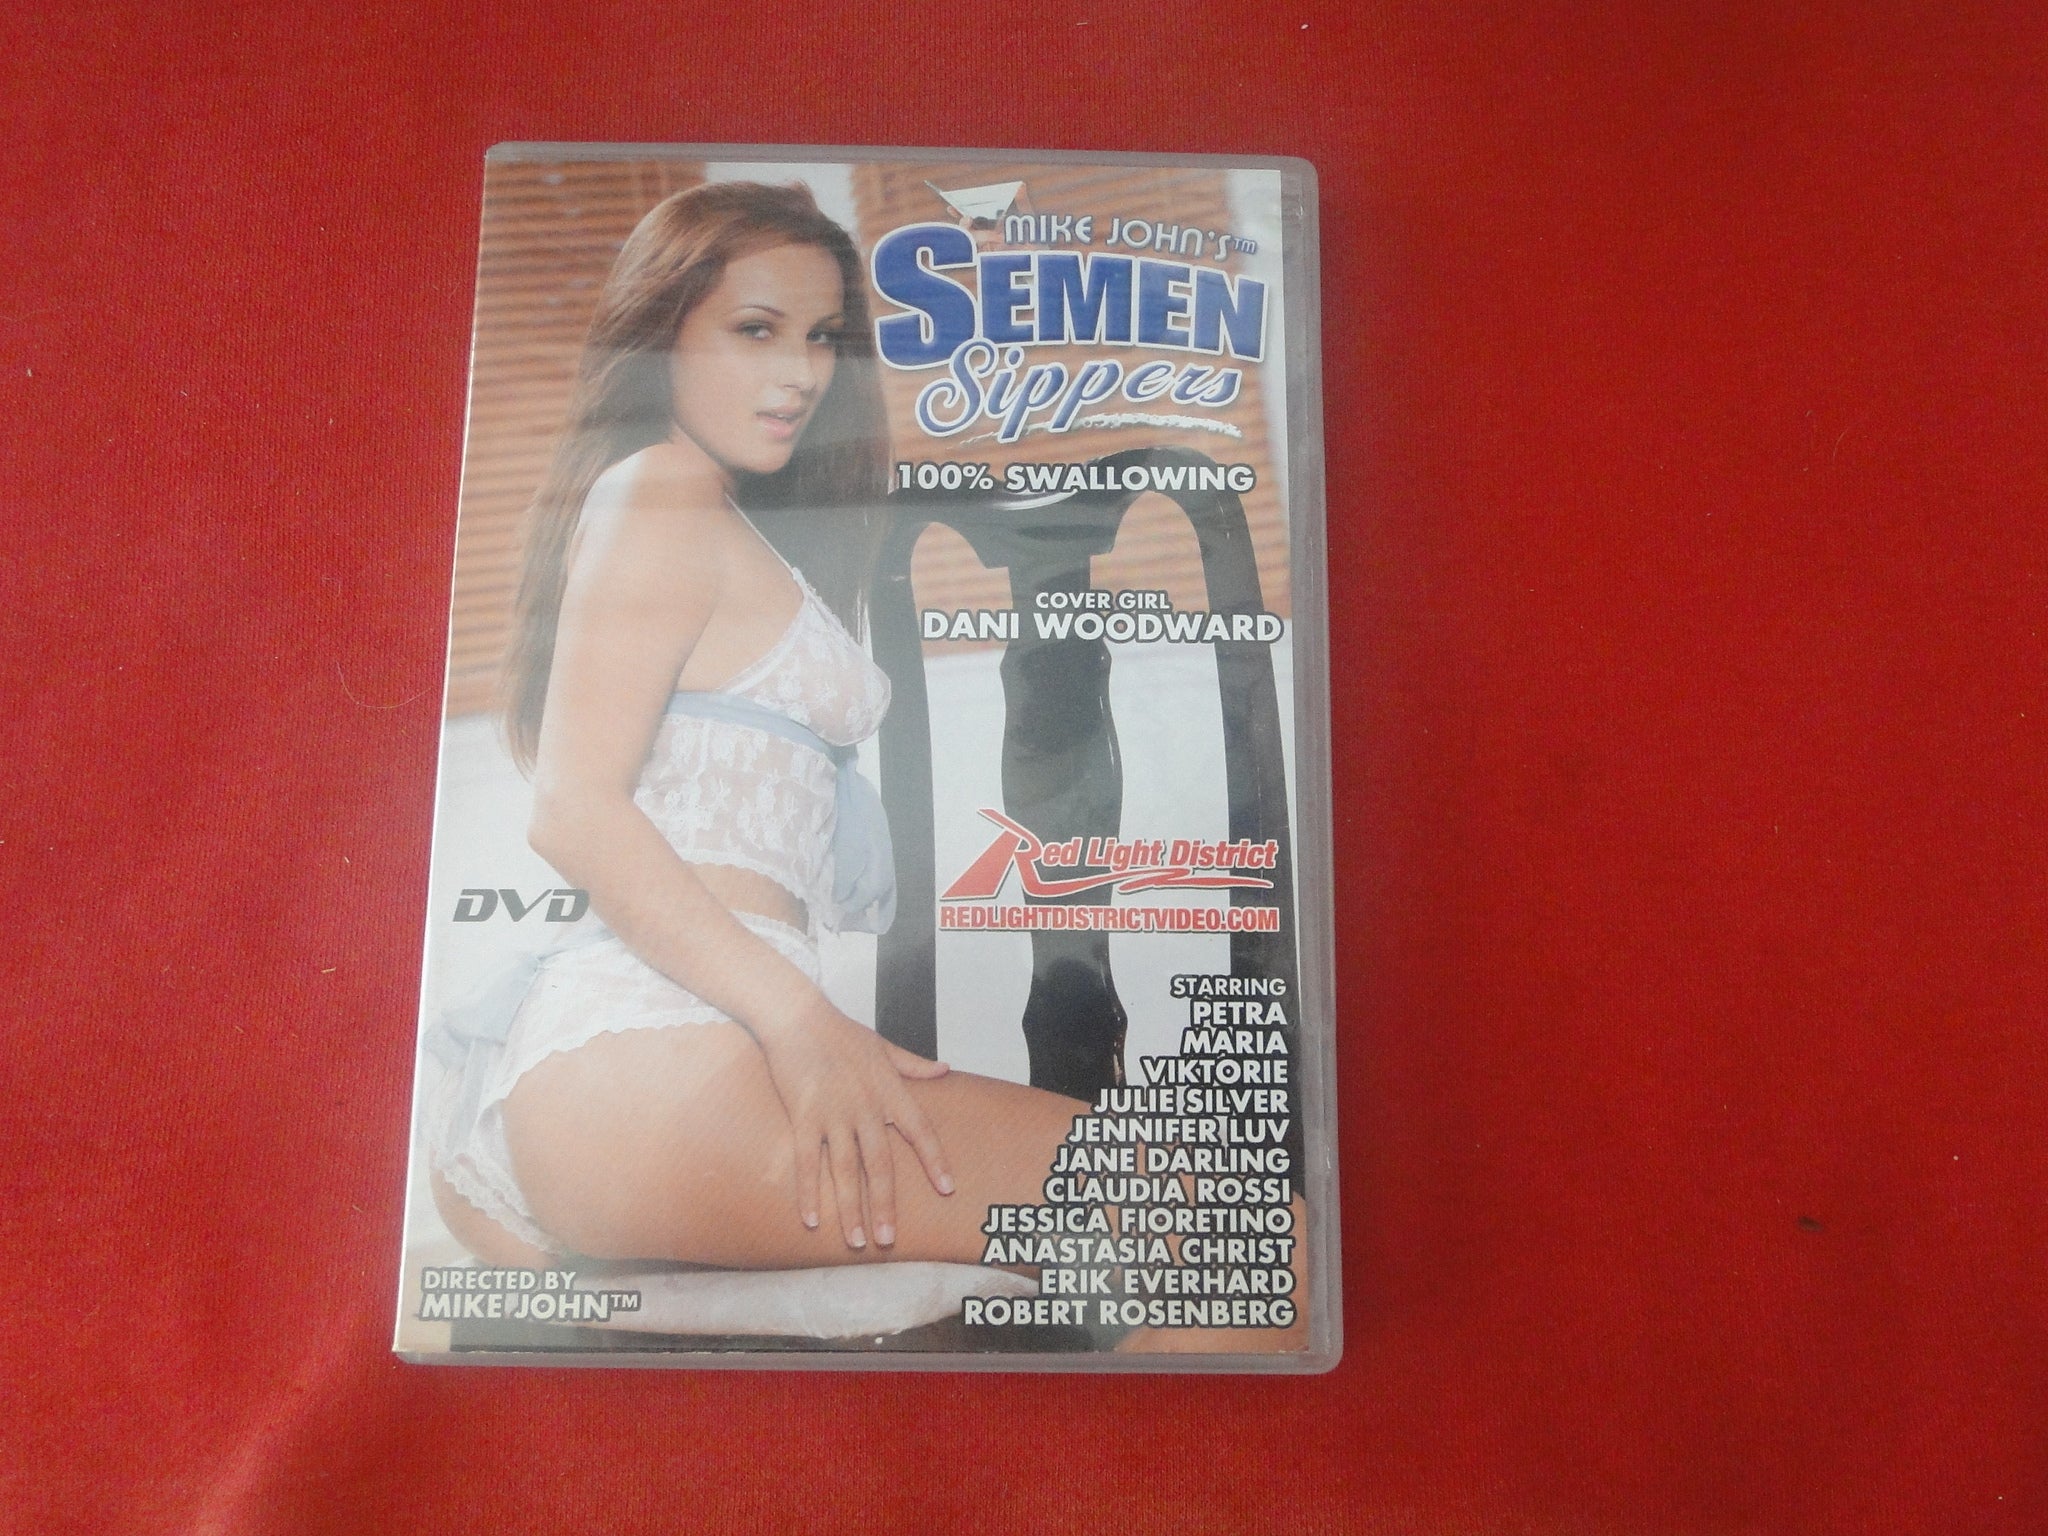 MIKE JOHN'S™
SEMEN
Sippers
100% SWALLOWING
COVER GIRL
DANI WOODWARD
Red Light District
REDLIGHTDISTRICTVIDEO.COM
DVD
STARRING
PETRA
MARIA
VIKTORIE
JULIE SILVER
JENNIFER LUV
JANE DARLING
CLAUDIA ROSSI
JESSICA FIORETINO
ANASTASIA CHRIST
ERIK EVERHARD
ROBERT ROSENBERG
DIRECTED BY
MIKE JOHN™